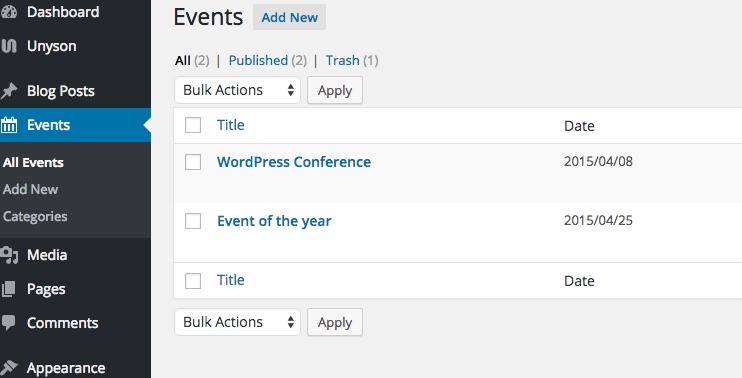 Dashboard
Unyson
Blog Posts
Events
All Events
Add New
Categories
Media
Pages
Comments
Appearance
Events Add New
All (2) | Published (2) | Trash (1)
Bulk Actions Apply
Title Date
WordPress Conference 2015/04/08
Event of the year 2015/04/25
Title Date
Bulk Actions Apply